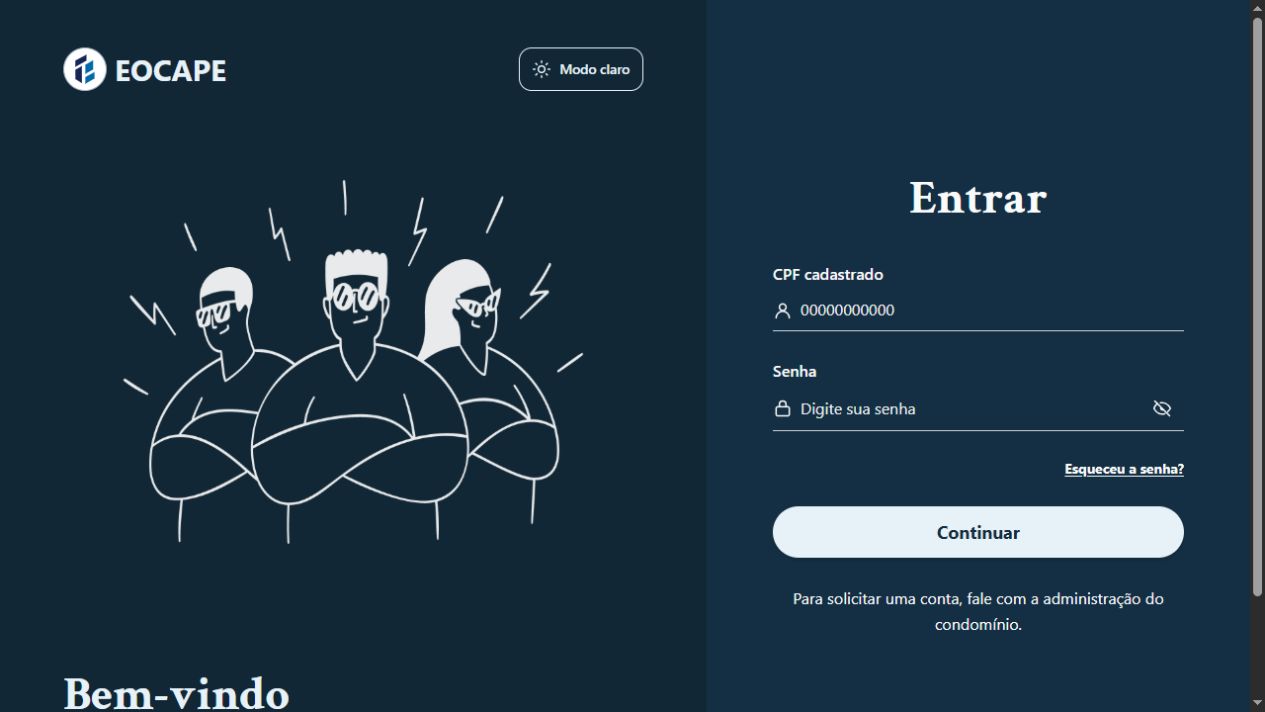 EOCAPE
Modo claro
Bem-vindo
Entrar
CPF cadastrado
00000000000
Senha
Digite sua senha
Esqueceu a senha?
Continuar
Para solicitar uma conta, fale com a administração do
condomínio.